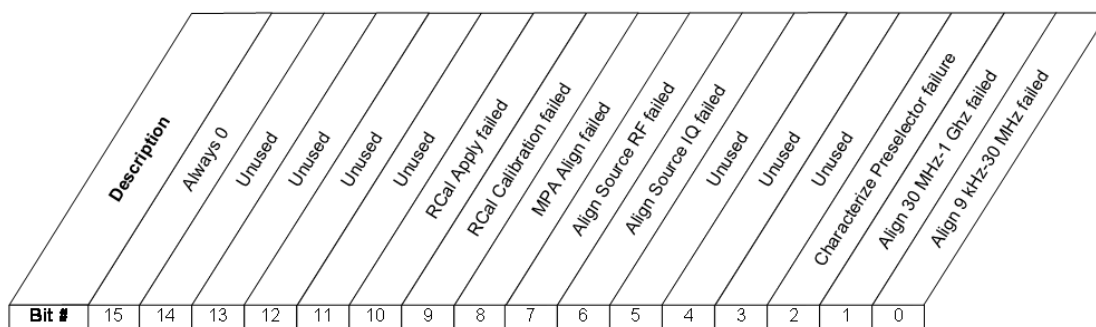 Description
Always 0
Unused
Unused
Unused
Unused
RCal Apply failed
RCal Calibration failed
MPA Align failed
Align Source RF failed
Align Source IQ failed
Unused
Unused
Unused
Characterize Preselector failure
Align 30 MHz-1 Ghz failed
Align 9 kHz-30 MHz failed
Bit # 15 14 13 12 11 10 9 8 7 6 5 4 3 2 1 0